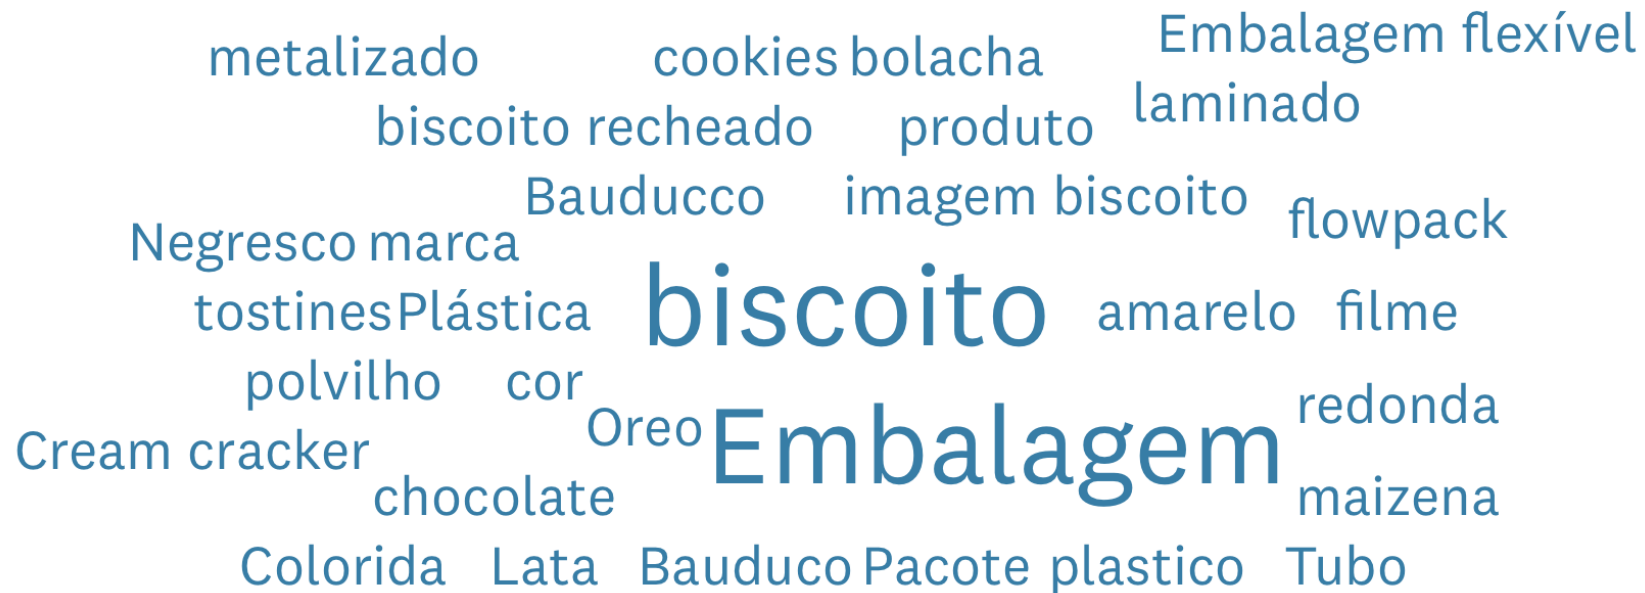 Embalagem flexível
metalizado cookies bolacha
laminado
biscoito recheado produto
Bauducco imagem biscoito
flowpack
Negresco marca
tostines Plástica biscoito amarelo filme
polvilho cor
redonda
Oreo Embalagem
Cream cracker
chocolate maizena
Colorida Lata Bauduco Pacote plastico Tubo